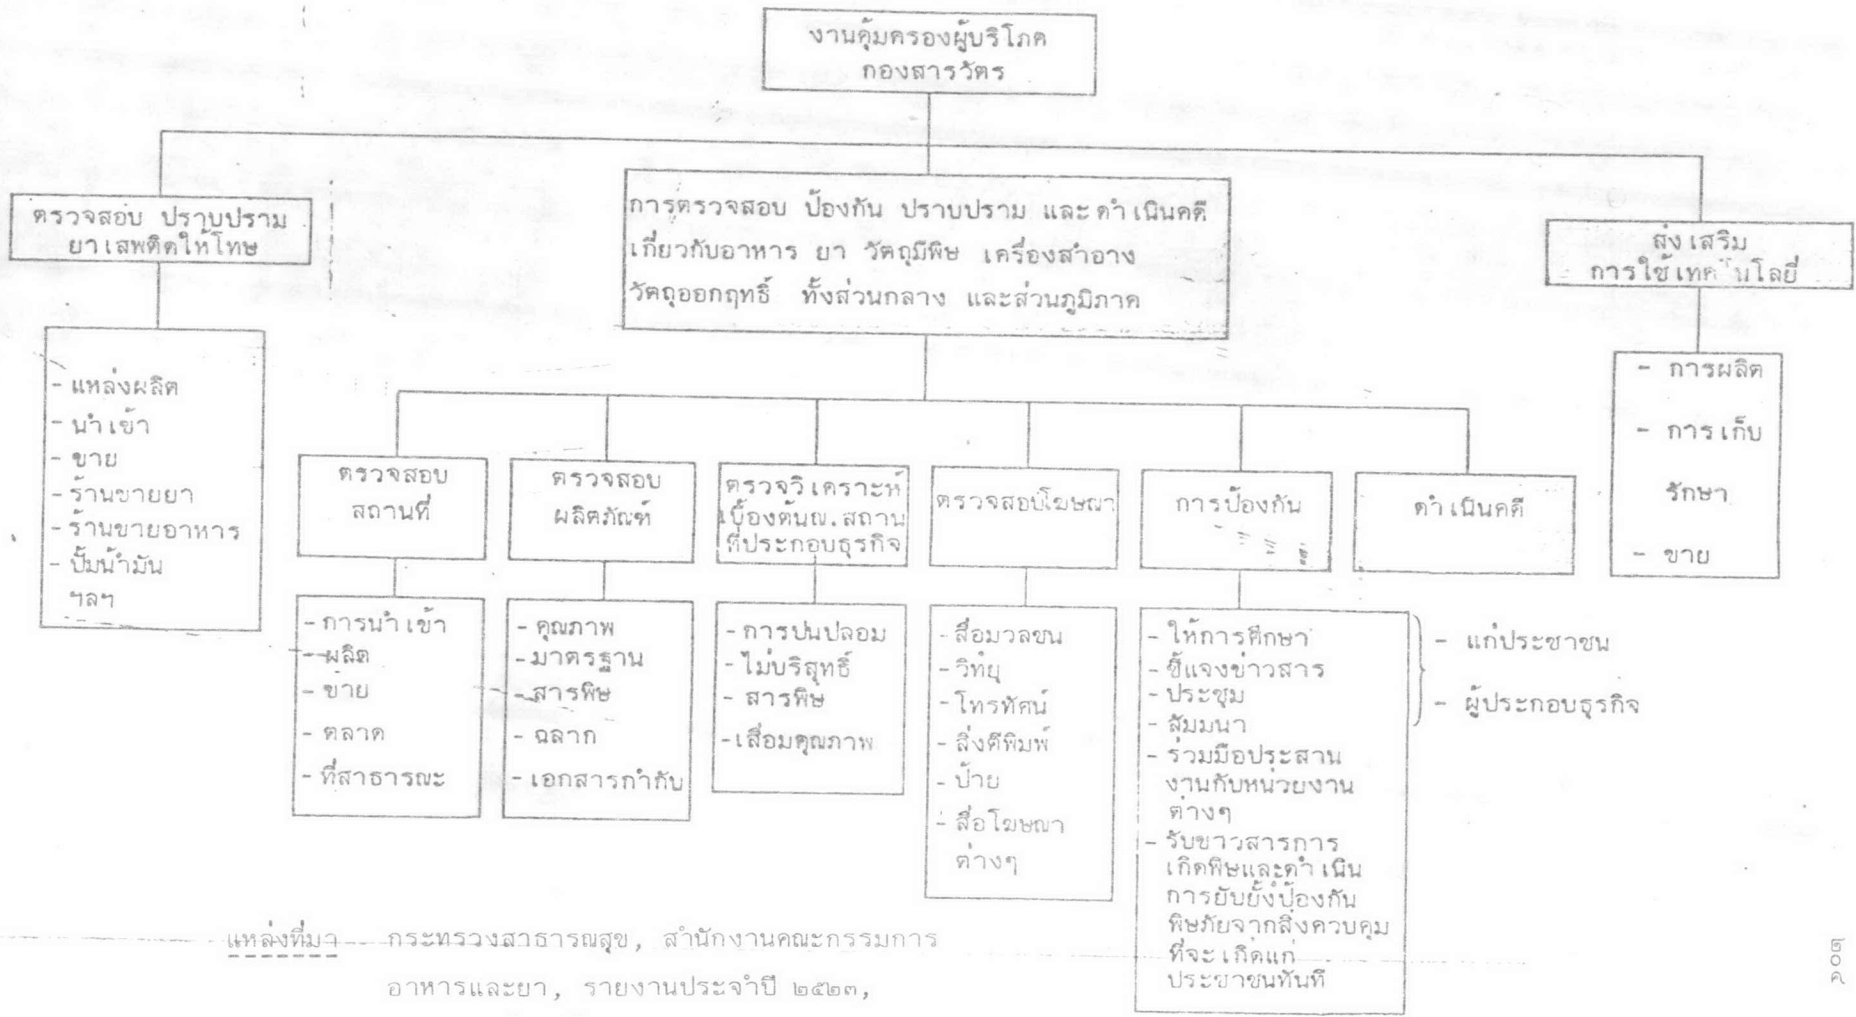 งานคุ้มครองผู้บริโภค
กองสารวัตร
ตรวจสอบ ปราบปราม
ยาเสพติดให้โทษ
- แหล่งผลิต
- นำเข้า
- ขาย
- ร้านขายยา
- ร้านขายอาหาร
- ปั๊มน้ำมัน
ฯลฯ
การตรวจสอบ ป้องกัน ปราบปราม และดำเนินคดี
เกี่ยวกับอาหาร ยา วัตถุมีพิษ เครื่องสำอาง
วัตถุออกฤทธิ์ ทั้งส่วนกลาง และส่วนภูมิภาค
ส่งเสริม
การใช้เทคโนโลยี่
- การผลิต
- การเก็บ
รักษา
- ขาย
ตรวจสอบ
สถานที่
- การนำเข้า
- ผลิต
- ขาย
- ตลาด
- ที่สาธารณะ
ตรวจสอบ
ผลิตภัณฑ์
- คุณภาพ
- มาตรฐาน
- สารพิษ
- ฉลาก
- เอกสารกำกับ
ตรวจวิเคราะห์
เบื้องต้นณ.สถาน
ที่ประกอบธุรกิจ
- การปนปลอม
- ไม่บริสุทธิ์
- สารพิษ
- เสื่อมคุณภาพ
ตรวจสอบโฆษณา
- สื่อมวลชน
- วิทยุ
- โทรทัศน์
- สิ่งตีพิมพ์
- ป้าย
- สื่อโฆษณา
ต่างๆ
การป้องกัน
- ให้การศึกษา
- ชี้แจงข่าวสาร
- ประชุม
- สัมมนา
- ร่วมมือประสาน
งานกับหน่วยงาน
ต่างๆ
- รับข่าวสารการ
เกิดพิษและดำเนิน
การยับยั้งป้องกัน
พิษภัยจากสิ่งควบคุม
ที่จะเกิดแก่
ประชาชนทันที
- แก่ประชาชน
- ผู้ประกอบธุรกิจ
ดำเนินคดี
แหล่งที่มา กระทรวงสาธารณสุข, สำนักงานคณะกรรมการ
อาหารและยา, รายงานประจำปี ๒๕๒๓,
๒๐๒